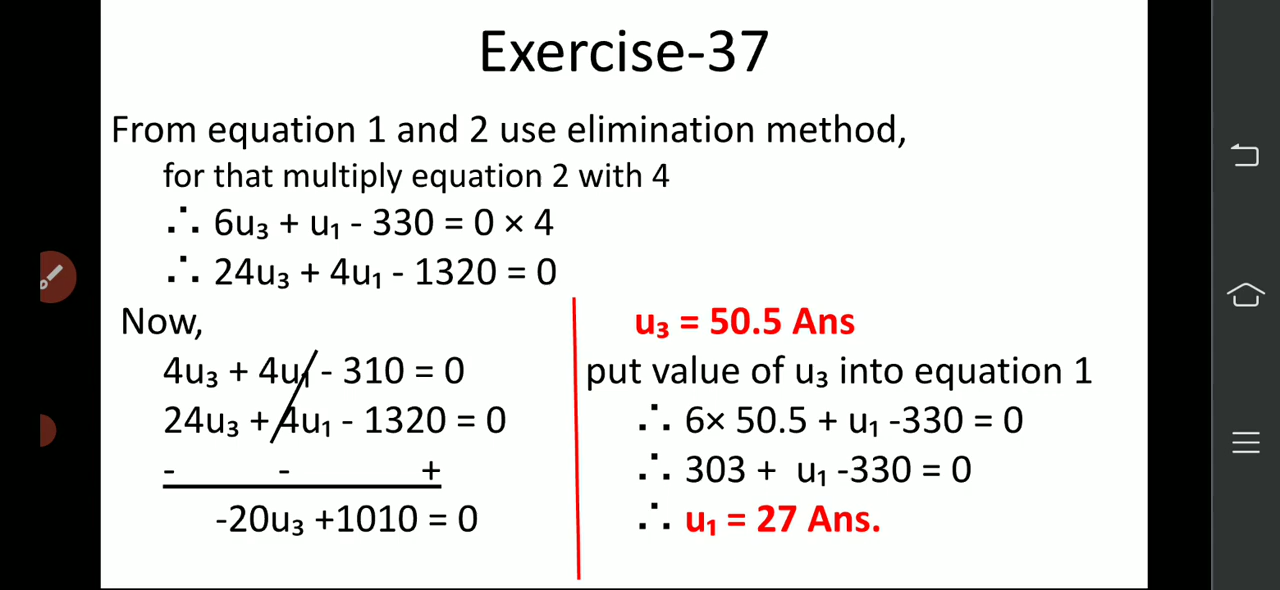 Exercise-37
From equation 1 and 2 use elimination method,
for that multiply equation 2 with 4
∴ 6u₃ + u₁ - 330 = 0 × 4
∴ 24u₃ + 4u₁ - 1320 = 0
Now,
4u₃ + 4u₁ - 310 = 0
24u₃ + 4u₁ - 1320 = 0
- - +
-20u₃ +1010 = 0
u₃ = 50.5 Ans
put value of u₃ into equation 1
∴ 6× 50.5 + u₁ -330 = 0
∴ 303 + u₁ -330 = 0
∴ u₁ = 27 Ans.